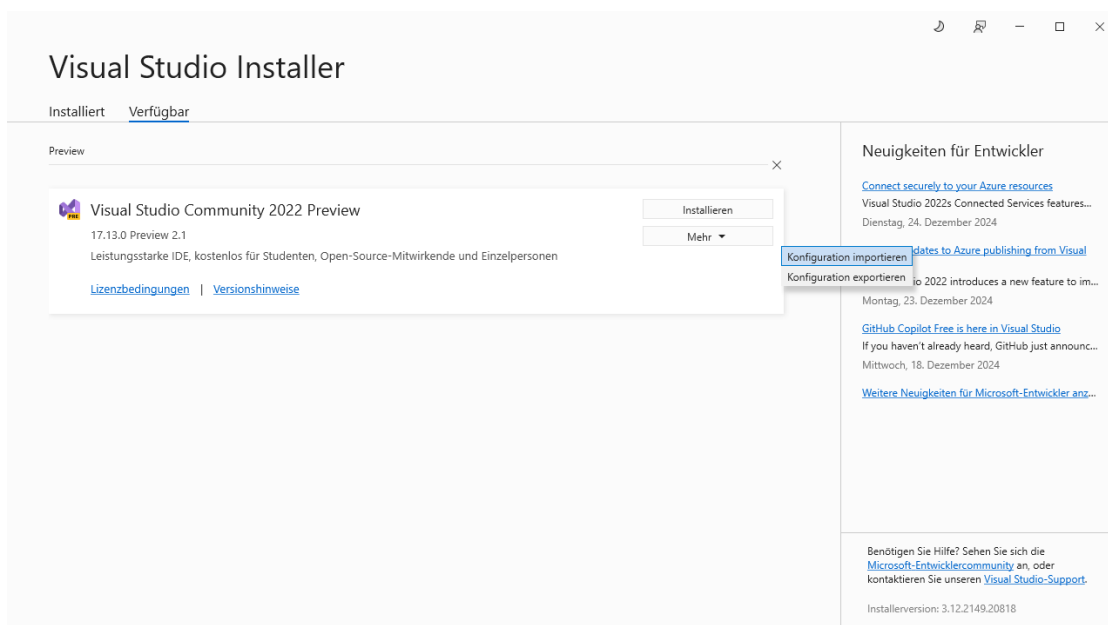 Visual Studio Installer
Installiert Verfügbar
Preview
Visual Studio Community 2022 Preview
17.13.0 Preview 2.1
Leistungsstarke IDE, kostenlos für Studenten, Open-Source-Mitwirkende und Einzelpersonen
Lizenzbedingungen | Versionshinweise
Installieren
Mehr
Konfiguration importieren
Konfiguration exportieren
Neuigkeiten für Entwickler
Connect securely to your Azure resources
Visual Studio 2022s Connected Services features...
Dienstag, 24. Dezember 2024
to Azure publishing from Visual
2022 introduces a new feature to im...
Montag, 23. Dezember 2024
GitHub Copilot Free is here in Visual Studio
If you haven't already heard, GitHub just announc...
Mittwoch, 18. Dezember 2024
Weitere Neuigkeiten für Microsoft-Entwickler anz...
Benötigen Sie Hilfe? Sehen Sie sich die
Microsoft-Entwicklercommunity an, oder
kontaktieren Sie unseren Visual Studio-Support.
Installerversion: 3.12.2149.20818